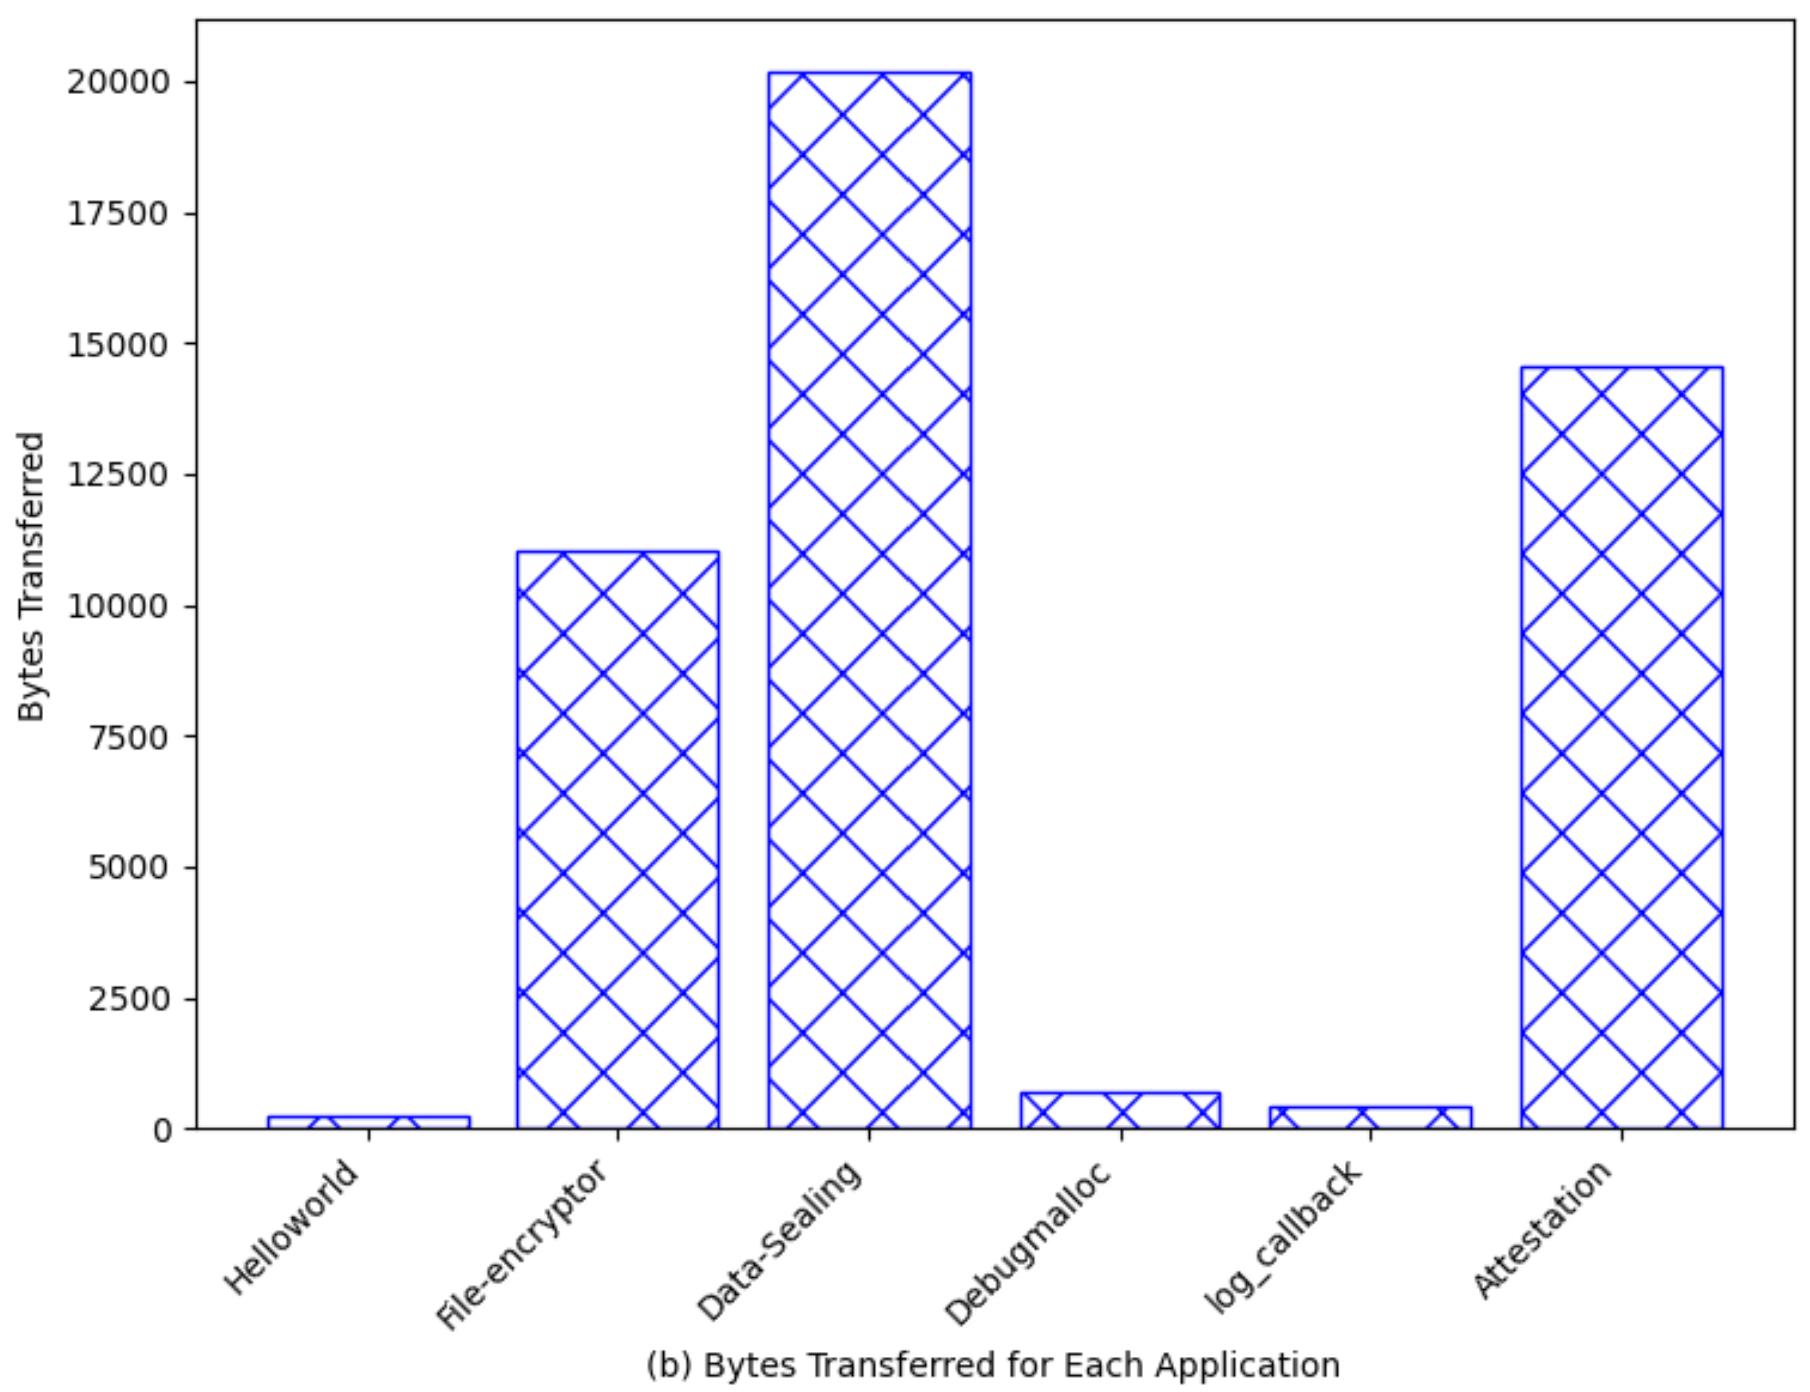 20000
17500
15000
12500
10000
7500
5000
2500
0
Bytes Transferred
Helloworld
File-encryptor
Data-Sealing
Debugmalloc
log_callback
Attestation
(b) Bytes Transferred for Each Application